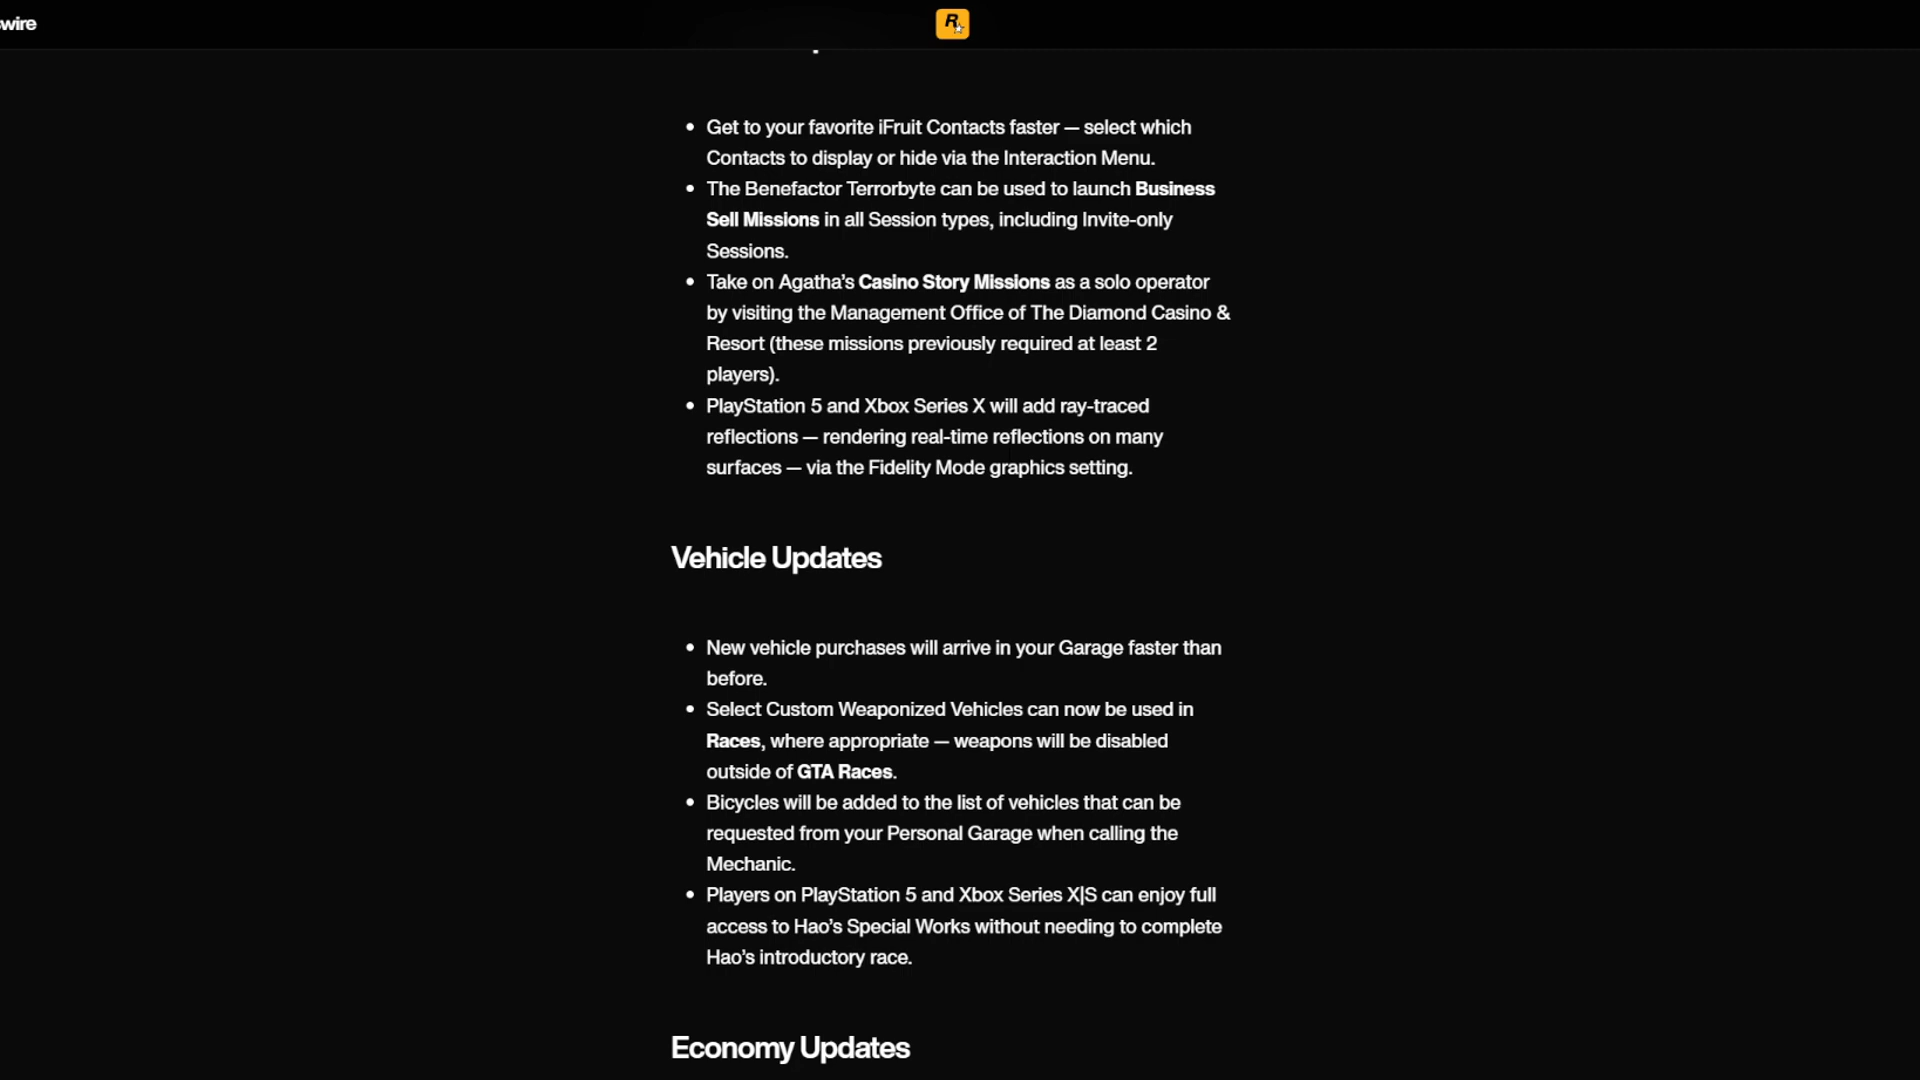 wire
R
Get to your favorite iFruit Contacts faster — select which
Contacts to display or hide via the Interaction Menu.
The Benefactor Terrorbyte can be used to launch Business
Sell Missions in all Session types, including Invite-only
Sessions.
Take on Agatha’s Casino Story Missions as a solo operator
by visiting the Management Office of The Diamond Casino &
Resort (these missions previously required at least 2
players).
PlayStation 5 and Xbox Series X will add ray-traced
reflections — rendering real-time reflections on many
surfaces — via the Fidelity Mode graphics setting.
Vehicle Updates
New vehicle purchases will arrive in your Garage faster than
before.
Select Custom Weaponized Vehicles can now be used in
Races, where appropriate — weapons will be disabled
outside of GTA Races.
Bicycles will be added to the list of vehicles that can be
requested from your Personal Garage when calling the
Mechanic.
Players on PlayStation 5 and Xbox Series X|S can enjoy full
access to Hao’s Special Works without needing to complete
Hao’s introductory race.
Economy Updates